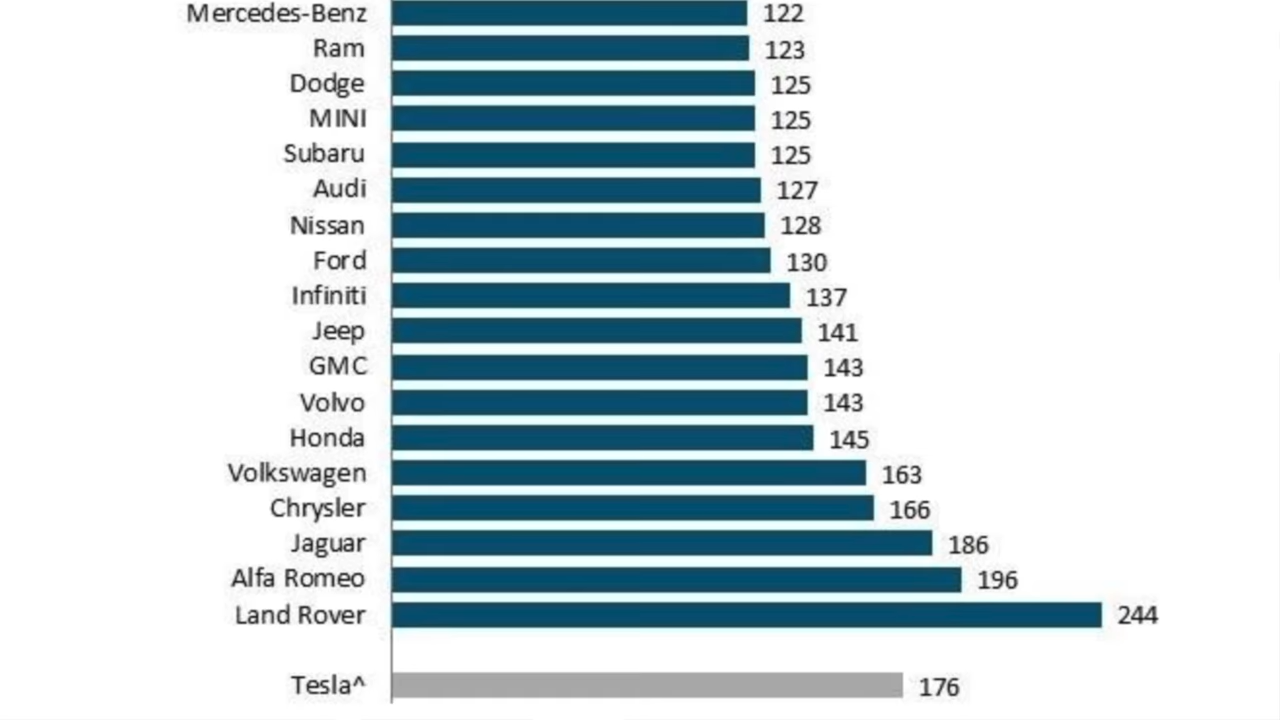 Mercedes-Benz 122
Ram 123
Dodge 125
MINI 125
Subaru 125
Audi 127
Nissan 128
Ford 130
Infiniti 137
Jeep 141
GMC 143
Volvo 143
Honda 145
Volkswagen 163
Chrysler 166
Jaguar 186
Alfa Romeo 196
Land Rover 244
Tesla^ 176